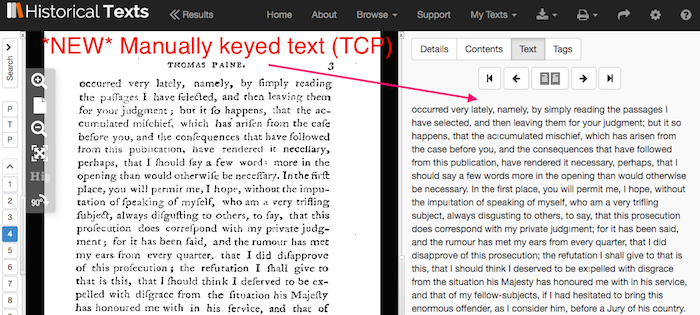 Historical Texts
Results
Home
About
Browse
Support
My Texts
*NEW* Manually keyed text (TCP)
Search
P
T
P
1
2
3
4
5
6
7
8
9
90°
THOMAS PAINE. 3
occurred very lately, namely, by ſimply reading
the paſſages I have ſelected, and then leaving them
for your judgment; but it ſo happens, that the ac-
cumulated miſchief, which has ariſen from the caſe
before you, and the conſequences that have followed
from this publication, have rendered it neceſſary,
perhaps, that I ſhould ſay a few words more in the
opening than would otherwiſe be neceſſary. In the firſt
place, you will permit me, I hope, without the impu-
tation of ſpeaking of myſelf, who am a very trifling
ſubject, always diſguſting to others, to ſay, that this
proſecution does correſpond with my private judg-
ment; for it has been ſaid, and the rumour has met
my ears from every quarter, that I did diſapprove
of this proſecution; the refutation I ſhall give to
that is this, that I ſhould think I deſerved to be ex-
pelled with diſgrace from the ſituation his Majeſty
has honoured me with in his ſervice, and that of
Details
Contents
Text
Tags
occurred very lately, namely, by simply reading the passages I
have selected, and then leaving them for your judgment; but it so
happens, that the ac|cumulated mischief, which has arisen from
the case before you, and the consequences that have followed
from this publication, have rendered it necessary, perhaps, that I
should say a few words more in the opening than would otherwise
be necessary. In the first place, you will permit me, I hope, without
the impu|tation of speaking of myself, who am a very trifling
subject, always disgusting to others, to say, that this prosecution
does correspond with my private judg|ment; for it has been said,
and the rumour has met my ears from every quarter, that I did
disapprove of this prosecution; the refutation I shall give to that is
this, that I should think I deserved to be ex|pelled with disgrace
from the situation his Majesty has honoured me with in his service,
and that of my fellow-subjects, if I had hesitated to bring this
enormous offender, as I consider him, before a Jury of his country.